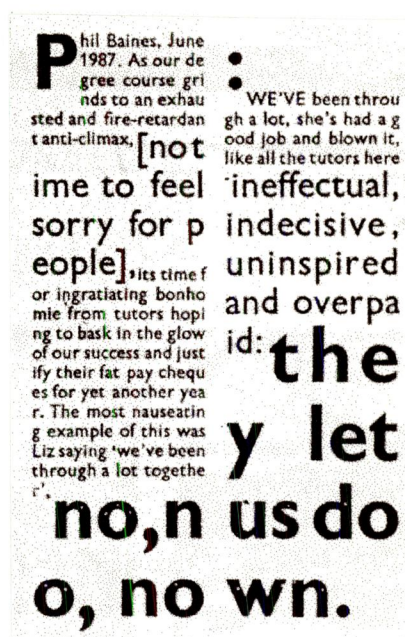 Phil Baines, June
1987. As our de
gree course gri
nds to an exhau
sted and fire-retardan
t anti-climax, [not
ime to feel
sorry for p
eople], its time f
or ingratiating bonho
mie from tutors hopi
ng to bask in the glow
of our success and just
ify their fat pay chequ
es for yet another yea
r. The most nauseatin
g example of this was
Liz saying 'we've been
through a lot togethe
r'.
no,n
o, no
:
WE'VE been throu
gh a lot, she's had a g
ood job and blown it,
like all the tutors here
ineffectual,
indecisive,
uninspired
and overpa
id: the
y let
us do
wn.